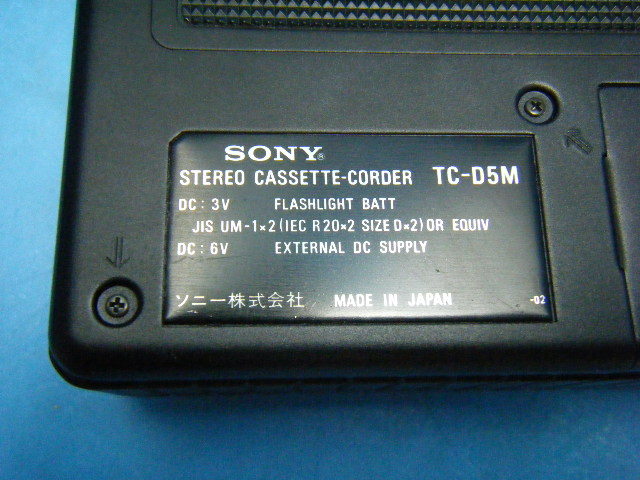 SONY®
STEREO CASSETTE-CORDER TC-D5M
DC: 3V FLASHLIGHT BATT
JIS UM-1×2 (IEC R20×2 SIZE D×2) OR EQUIV
DC: 6V EXTERNAL DC SUPPLY
ソニー株式会社 MADE IN JAPAN -02